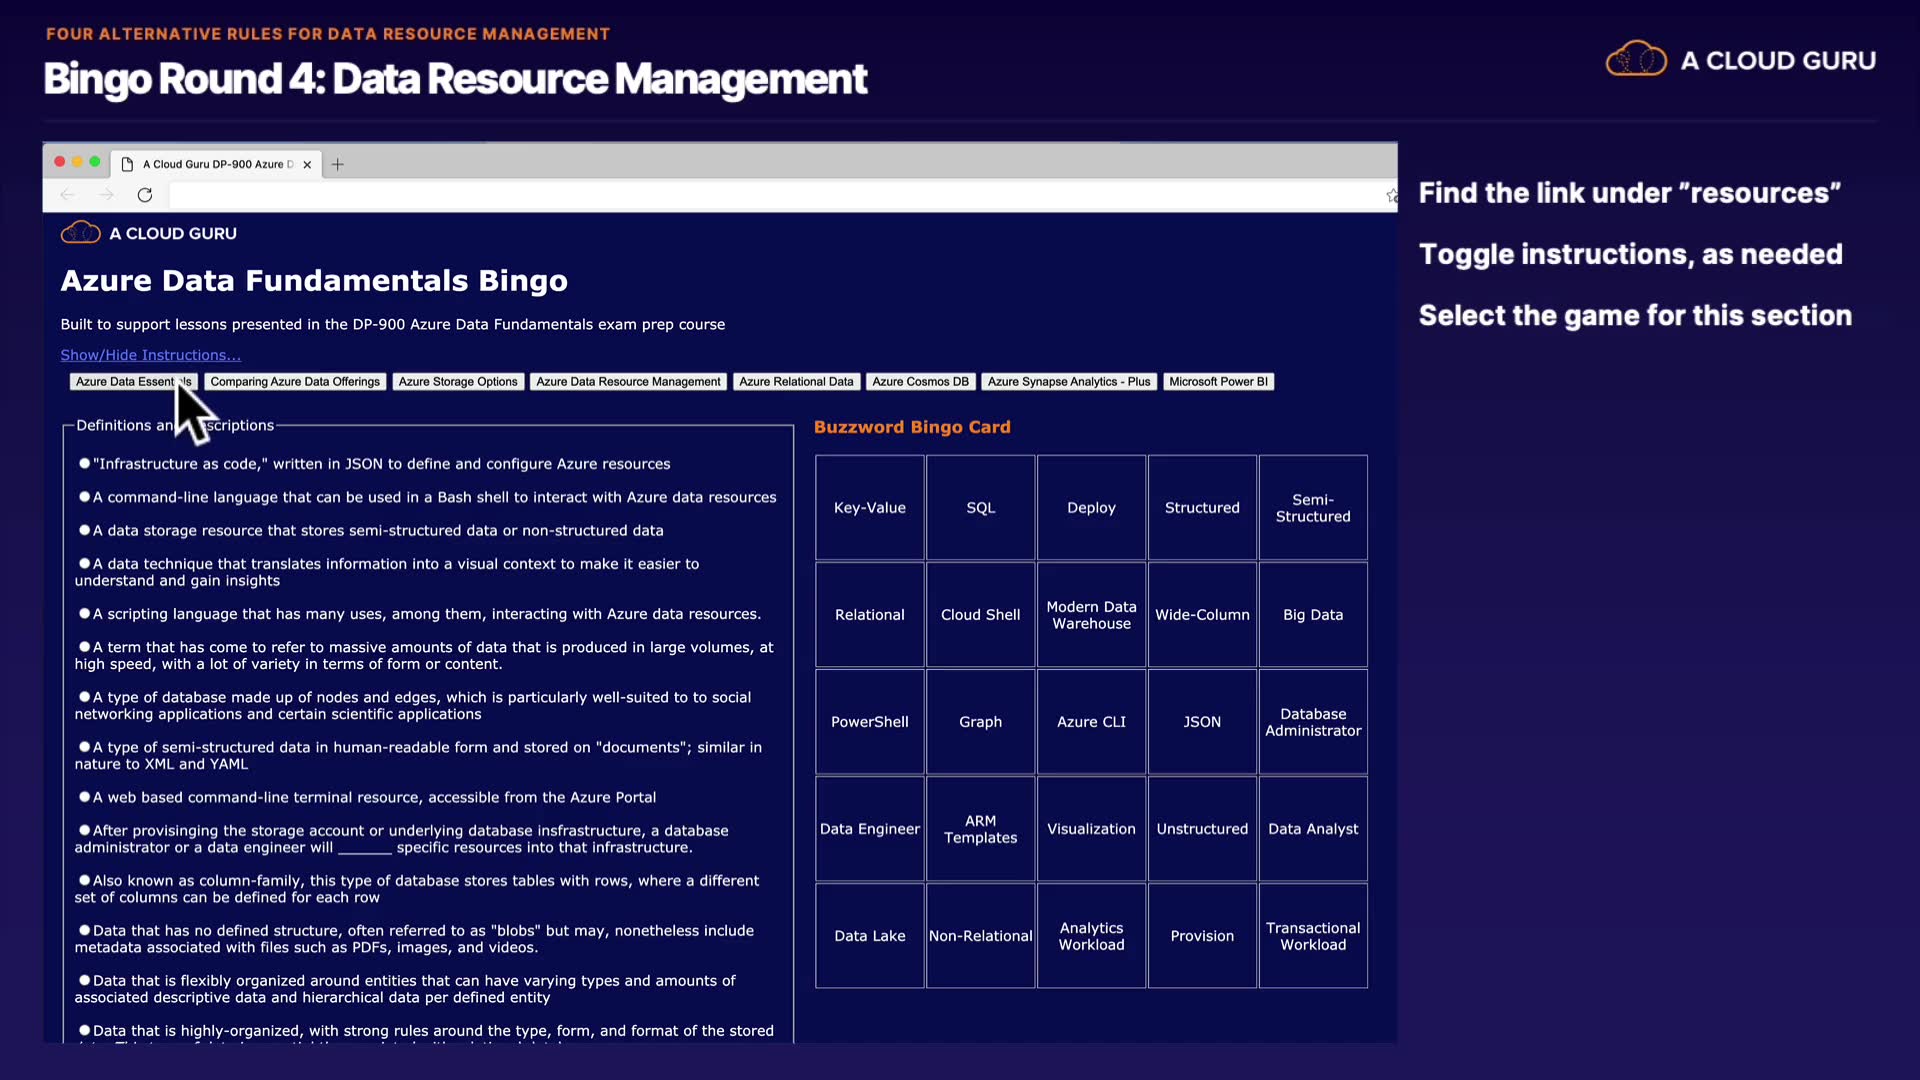 FOUR ALTERNATIVE RULES FOR DATA RESOURCE MANAGEMENT
Bingo Round 4: Data Resource Management
A CLOUD GURU
A Cloud Guru DP-900 Azure D
Find the link under "resources"
Toggle instructions, as needed
Select the game for this section
A CLOUD GURU
Azure Data Fundamentals Bingo
Built to support lessons presented in the DP-900 Azure Data Fundamentals exam prep course
Show/Hide Instructions...
Azure Data Essentials Comparing Azure Data Offerings Azure Storage Options Azure Data Resource Management Azure Relational Data Azure Cosmos DB Azure Synapse Analytics - Plus Microsoft Power BI
Definitions and Descriptions
"Infrastructure as code," written in JSON to define and configure Azure resources
A command-line language that can be used in a Bash shell to interact with Azure data resources
A data storage resource that stores semi-structured data or non-structured data
A data technique that translates information into a visual context to make it easier to
understand and gain insights
A scripting language that has many uses, among them, interacting with Azure data resources.
A term that has come to refer to massive amounts of data that is produced in large volumes, at
high speed, with a lot of variety in terms of form or content.
A type of database made up of nodes and edges, which is particularly well-suited to to social
networking applications and certain scientific applications
A type of semi-structured data in human-readable form and stored on "documents"; similar in
nature to XML and YAML
A web based command-line terminal resource, accessible from the Azure Portal
After provisinging the storage account or underlying database insfrastructure, a database
administrator or a data engineer will _______ specific resources into that infrastructure.
Also known as column-family, this type of database stores tables with rows, where a different
set of columns can be defined for each row
Data that has no defined structure, often referred to as "blobs" but may, nonetheless include
metadata associated with files such as PDFs, images, and videos.
Data that is flexibly organized around entities that can have varying types and amounts of
associated descriptive data and hierarchical data per defined entity
Data that is highly-organized, with strong rules around the type, form, and format of the stored
Buzzword Bingo Card
Key-Value SQL Deploy Structured Semi-
Structured
Relational Cloud Shell Modern Data
Warehouse Wide-Column Big Data
PowerShell Graph Azure CLI JSON Database
Administrator
Data Engineer ARM
Templates Visualization Unstructured Data Analyst
Data Lake Non-Relational Analytics
Workload Provision Transactional
Workload